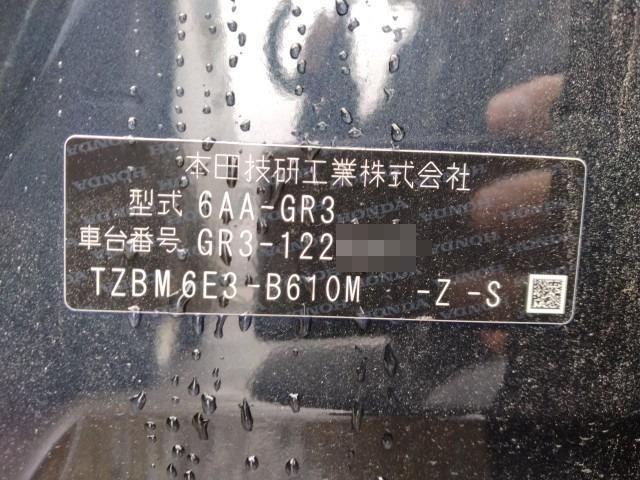 本田技研工業株式会社
型式 6AA-GR3
車台番号 GR3-122
TZBM6E3-B610M -Z -S